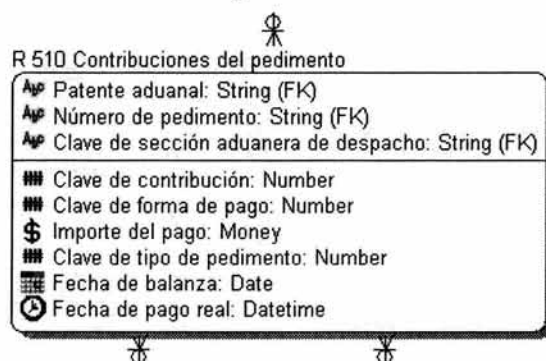 R 510 Contribuciones del pedimento
Patente aduanal: String (FK)
Número de pedimento: String (FK)
Clave de sección aduanera de despacho: String (FK)
Clave de contribución: Number
Clave de forma de pago: Number
Importe del pago: Money
Clave de tipo de pedimento: Number
Fecha de balanza: Date
Fecha de pago real: Datetime